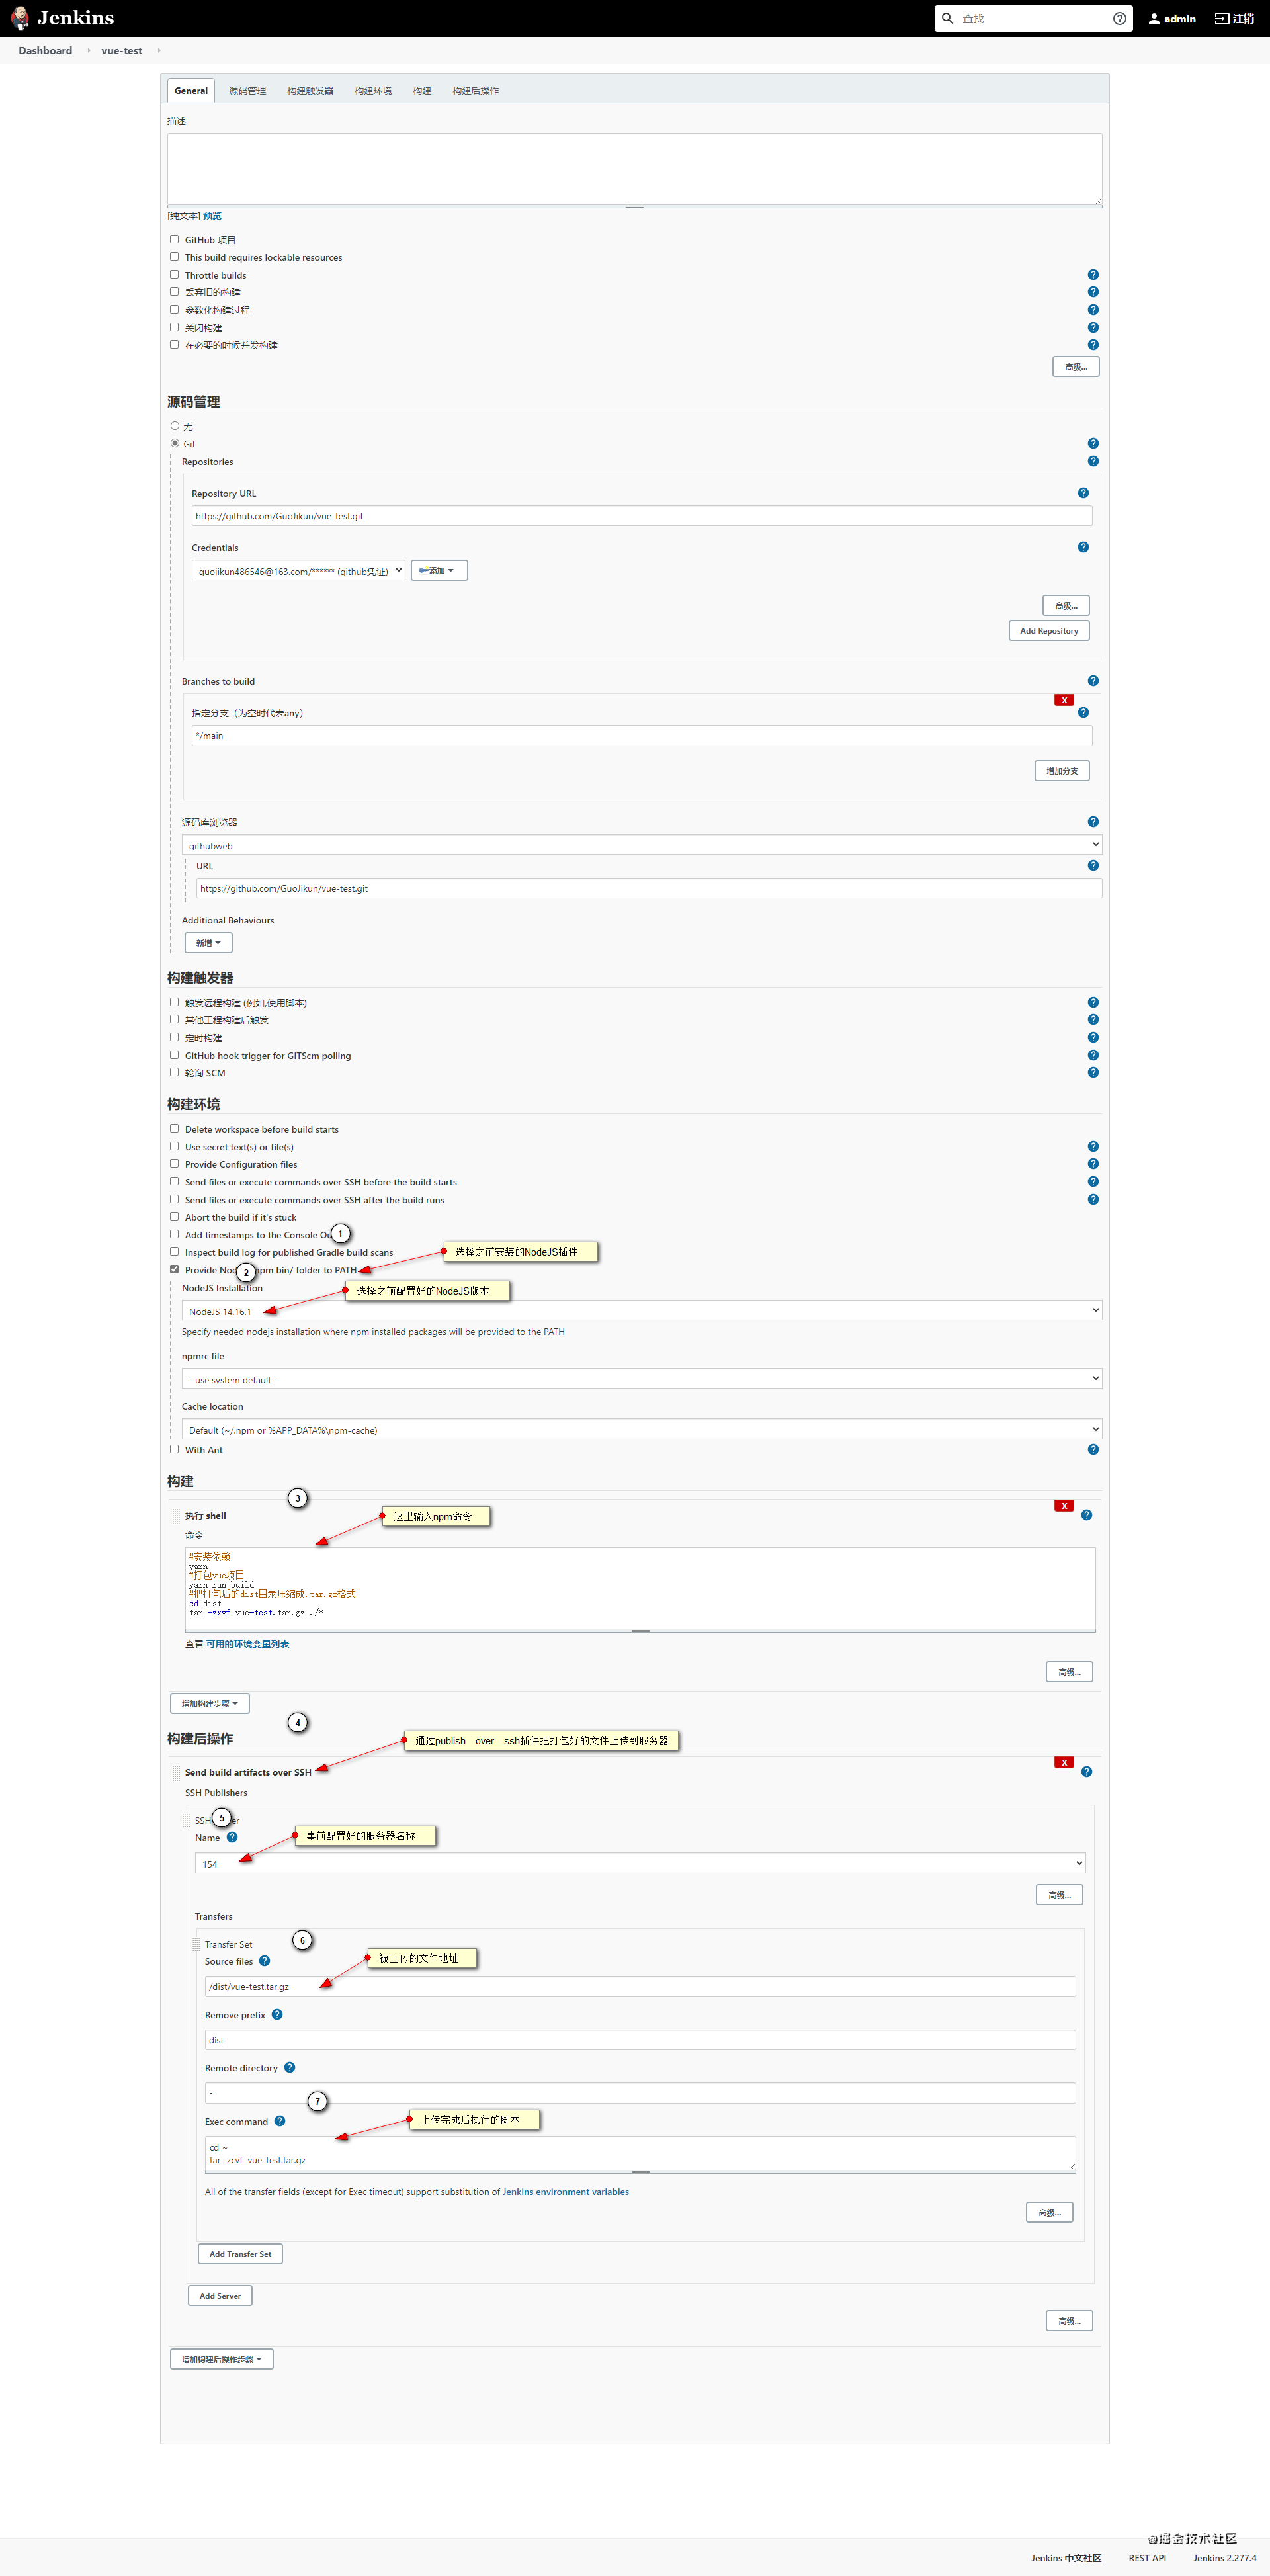 Jenkins
查找
admin
注销
Dashboard
vue-test
General
源码管理
构建触发器
构建环境
构建
构建后操作
描述
[纯文本] 预览
GitHub 项目
This build requires lockable resources
Throttle builds
丢弃旧的构建
参数化构建过程
关闭构建
在必要的时候并发构建
高级...
源码管理
无
Git
Repositories
Repository URL
https://github.com/GuoJikun/vue-test.git
Credentials
guojikun486546@163.com/****** (github凭证)
添加
高级...
Add Repository
Branches to build
X
指定分支（为空时代表any）
*/main
增加分支
源码库浏览器
githubweb
URL
https://github.com/GuoJikun/vue-test.git
Additional Behaviours
新增
构建触发器
触发远程构建 (例如,使用脚本)
其他工程构建后触发
定时构建
GitHub hook trigger for GITScm polling
轮询 SCM
构建环境
Delete workspace before build starts
Use secret text(s) or file(s)
Provide Configuration files
Send files or execute commands over SSH before the build starts
Send files or execute commands over SSH after the build runs
Abort the build if it's stuck
Add timestamps to the Console Ou
1
Inspect build log for published Gradle build scans
选择之前安装的NodeJS插件
Provide Nod
2
npm bin/ folder to PATH
NodeJS Installation
选择之前配置好的NodeJS版本
NodeJS 14.16.1
Specify needed nodejs installation where npm installed packages will be provided to the PATH
npmrc file
- use system default -
Cache location
Default (~/.npm or %APP_DATA%\npm-cache)
With Ant
构建
3
X
执行 shell
这里输入npm命令
命令
#安装依赖
yarn
#打包vue项目
yarn run build
#把打包后的dist目录压缩成.tar.gz格式
cd dist
tar -zxvf vue-test.tar.gz ./*
查看 可用的环境变量列表
高级...
增加构建步骤
4
构建后操作
通过publish over ssh插件把打包好的文件上传到服务器
X
Send build artifacts over SSH
SSH Publishers
SSH
5
er
Name
事前配置好的服务器名称
154
高级...
Transfers
Transfer Set
6
Source files
被上传的文件地址
/dist/vue-test.tar.gz
Remove prefix
dist
Remote directory
~
7
Exec command
上传完成后执行的脚本
cd ~
tar -zcvf vue-test.tar.gz
All of the transfer fields (except for Exec timeout) support substitution of Jenkins environment variables
高级...
Add Transfer Set
Add Server
高级...
增加构建后操作步骤
@掘金技术社区
Jenkins 中文社区
REST API
Jenkins 2.277.4